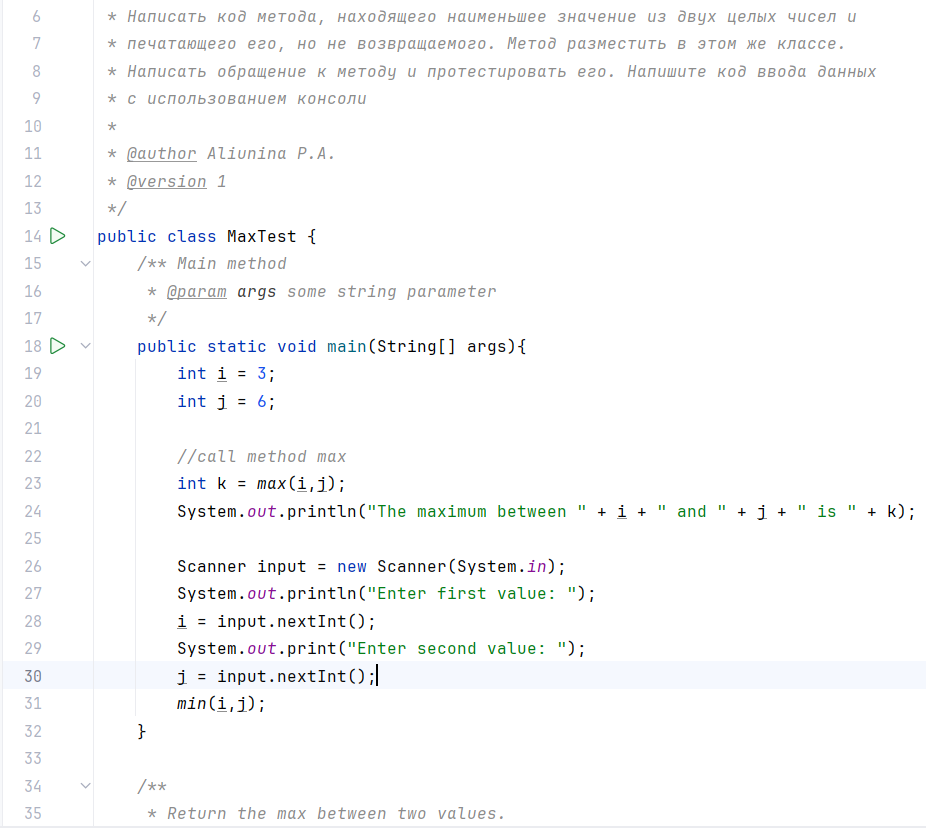 6 * Написать код метода, находящего наименьшее значение из двух целых чисел и
7 * печатающего его, но не возвращаемого. Метод разместить в этом же классе.
8 * Написать обращение к методу и протестировать его. Напишите код ввода данных
9 * с использованием консоли
10 *
11 * @author Aliunina P.A.
12 * @version 1
13 */
14 public class MaxTest {
15 /** Main method
16 * @param args some string parameter
17 */
18 public static void main(String[] args){
19 int i = 3;
20 int j = 6;
21
22 //call method max
23 int k = max(i,j);
24 System.out.println("The maximum between " + i + " and " + j + " is " + k);
25
26 Scanner input = new Scanner(System.in);
27 System.out.println("Enter first value: ");
28 i = input.nextInt();
29 System.out.print("Enter second value: ");
30 j = input.nextInt();
31 min(i,j);
32 }
33
34 /**
35 * Return the max between two values.